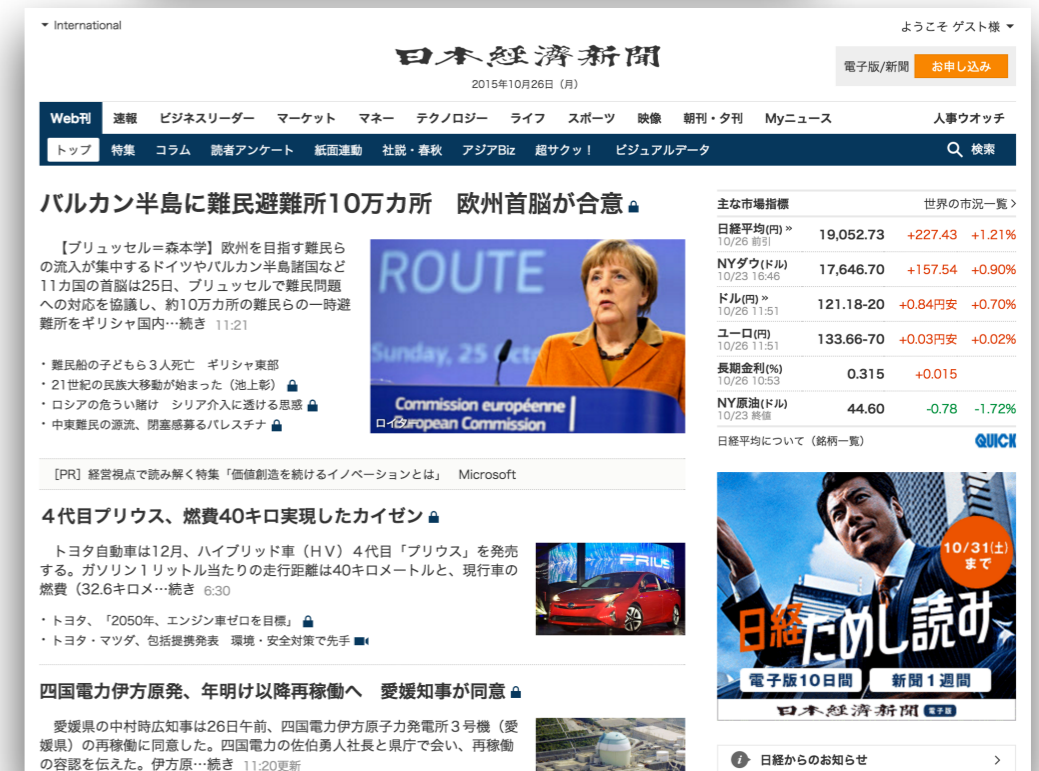 International
ようこそ ゲスト様
日本経済新聞
2015年10月26日（月）
電子版/新聞 お申し込み
Web刊 速報 ビジネスリーダー マーケット マネー テクノロジー ライフ スポーツ 映像 朝刊・夕刊 Myニュース 人事ウオッチ
トップ 特集 コラム 読者アンケート 紙面連動 社説・春秋 アジアBiz 超サクッ！ ビジュアルデータ 検索
バルカン半島に難民避難所10万カ所　欧州首脳が合意
【ブリュッセル＝森本学】欧州を目指す難民ら
の流入が集中するドイツやバルカン半島諸国など
11カ国の首脳は25日、ブリュッセルで難民問題
への対応を協議し、約10万カ所の難民らの一時避
難所をギリシャ国内…続き 11:21
・難民船の子どもら３人死亡　ギリシャ東部
・21世紀の民族大移動が始まった（池上彰）
・ロシアの危うい賭け　シリア介入に透ける思惑
・中東難民の源流、閉塞感募るパレスチナ
ROUTE
Sunday, 25 Octo
Commission européenne
European Commission
ロイター
［PR］経営視点で読み解く特集「価値創造を続けるイノベーションとは」　Microsoft
４代目プリウス、燃費40キロ実現したカイゼン
トヨタ自動車は12月、ハイブリッド車（ＨＶ）４代目「プリウス」を発売
する。ガソリン１リットル当たりの走行距離は40キロメートルと、現行車の
燃費（32.6キロメ…続き 6:30
・トヨタ、「2050年、エンジン車ゼロを目標」
・トヨタ・マツダ、包括提携発表　環境・安全対策で先手
PRIUS
四国電力伊方原発、年明け以降再稼働へ　愛媛知事が同意
愛媛県の中村時広知事は26日午前、四国電力伊方原子力発電所３号機（愛
媛県）の再稼働に同意した。四国電力の佐伯勇人社長と県庁で会い、再稼働
の容認を伝えた。伊方原…続き 11:20更新
主な市場指標 世界の市況一覧
日経平均(円) » 19,052.73 +227.43 +1.21%
10/26 前引
NYダウ(ドル) 17,646.70 +157.54 +0.90%
10/23 16:46
ドル(円) » 121.18-20 +0.84円安 +0.70%
10/26 11:51
ユーロ(円) 133.66-70 +0.03円安 +0.02%
10/26 11:51
長期金利(%) 0.315 +0.015
10/26 10:53
NY原油(ドル) 44.60 -0.78 -1.72%
10/23 終値
日経平均について（銘柄一覧） QUICK
10/31(土)
まで
日経ためし読み
電子版10日間 新聞1週間
日本経済新聞 電子版
日経からのお知らせ